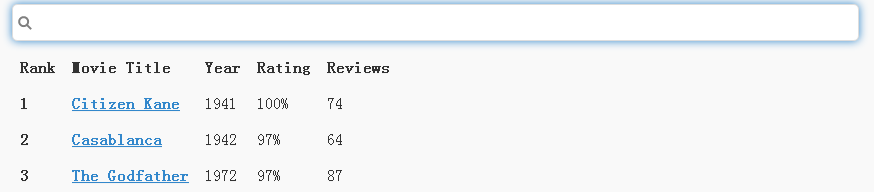 Rank Movie Title Year Rating Reviews
1 Citizen Kane 1941 100% 74
2 Casablanca 1942 97% 64
3 The Godfather 1972 97% 87